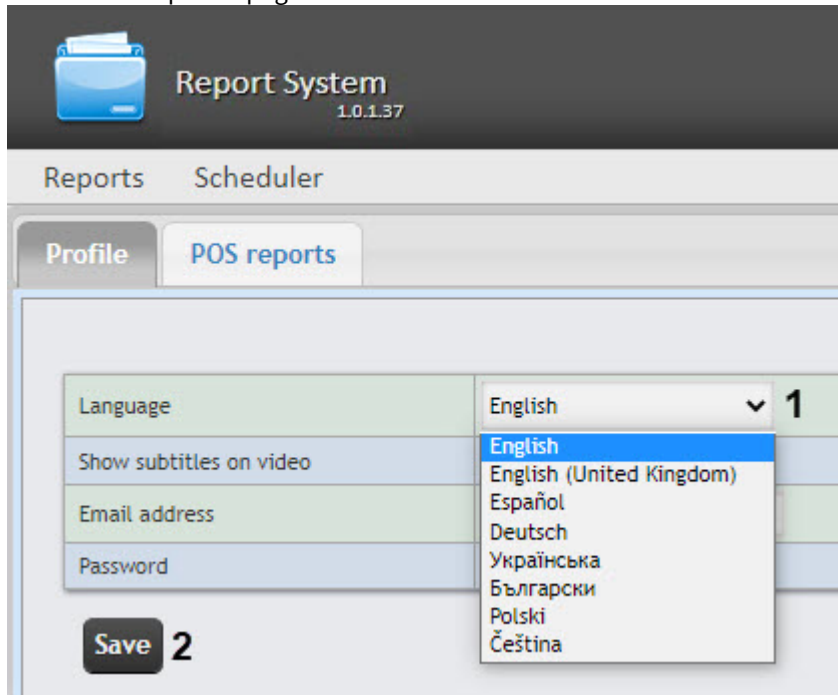 Report System
1.0.1.37
Reports Scheduler
Profile POS reports
Language English 1
English
Show subtitles on video
English (United Kingdom)
Español
Email address
Deutsch
Українська
Password
Български
Polski
Čeština
Save 2